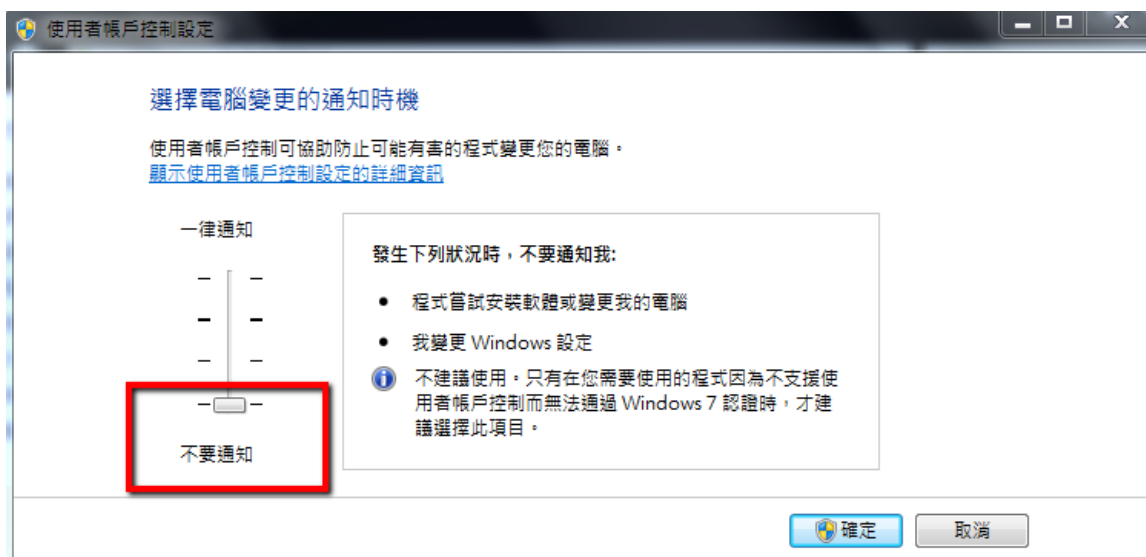 使用者帳戶控制設定
選擇電腦變更的通知時機
使用者帳戶控制可協助防止可能有害的程式變更您的電腦。
顯示使用者帳戶控制設定的詳細資訊
一律通知
發生下列狀況時，不要通知我:
● 程式嘗試安裝軟體或變更我的電腦
● 我變更 Windows 設定
不建議使用。只有在您需要使用的程式因為不支援使
用者帳戶控制而無法通過 Windows 7 認證時，才建
議選擇此項目。
不要通知
確定
取消